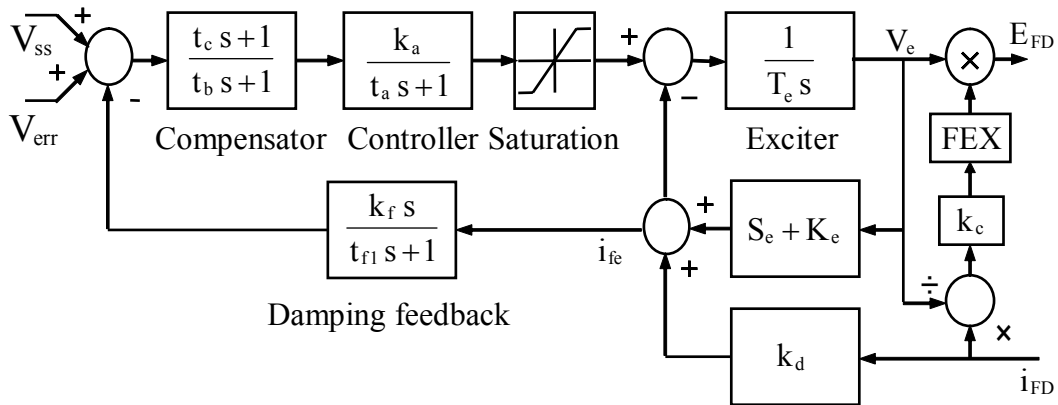 V_ss
+
+
V_err
-
t_c s + 1
t_b s + 1
Compensator
k_a
t_a s + 1
Controller
Saturation
+
−
1
T_e s
Exciter
V_e
×
E_FD
FEX
k_c
÷
×
i_FD
k_f s
t_f1 s + 1
Damping feedback
i_fe
+
+
S_e + K_e
k_d